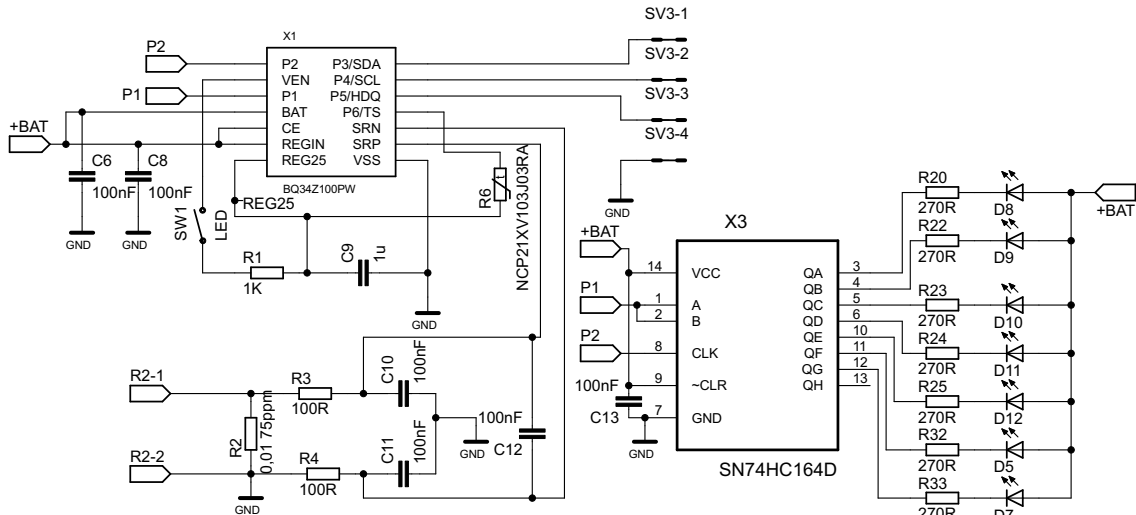 SV3-1
SV3-2
SV3-3
SV3-4
GND
P2
P1
+BAT
X1
P2
VEN
P1
BAT
CE
REGIN
REG25
P3/SDA
P4/SCL
P5/HDQ
P6/TS
SRN
SRP
VSS
BQ34Z100PW
C6
100nF
C8
100nF
GND
GND
SW1
LED
REG25
R1
1K
C9
1u
GND
R6
t
NCP21XV103J03RA
R2-1
R2-2
R2
0,01 75ppm
GND
R3
100R
R4
100R
C10
100nF
C11
100nF
GND
100nF
C12
+BAT
P1
P2
100nF
C13
GND
X3
14 VCC
1 A
2 B
8 CLK
9 ~CLR
7 GND
QA 3
QB 4
QC 5
QD 6
QE 10
QF 11
QG 12
QH 13
SN74HC164D
R20
270R
D8
R22
270R
D9
R23
270R
D10
R24
270R
D11
R25
270R
D12
R32
270R
D5
R33
270R
D7
+BAT